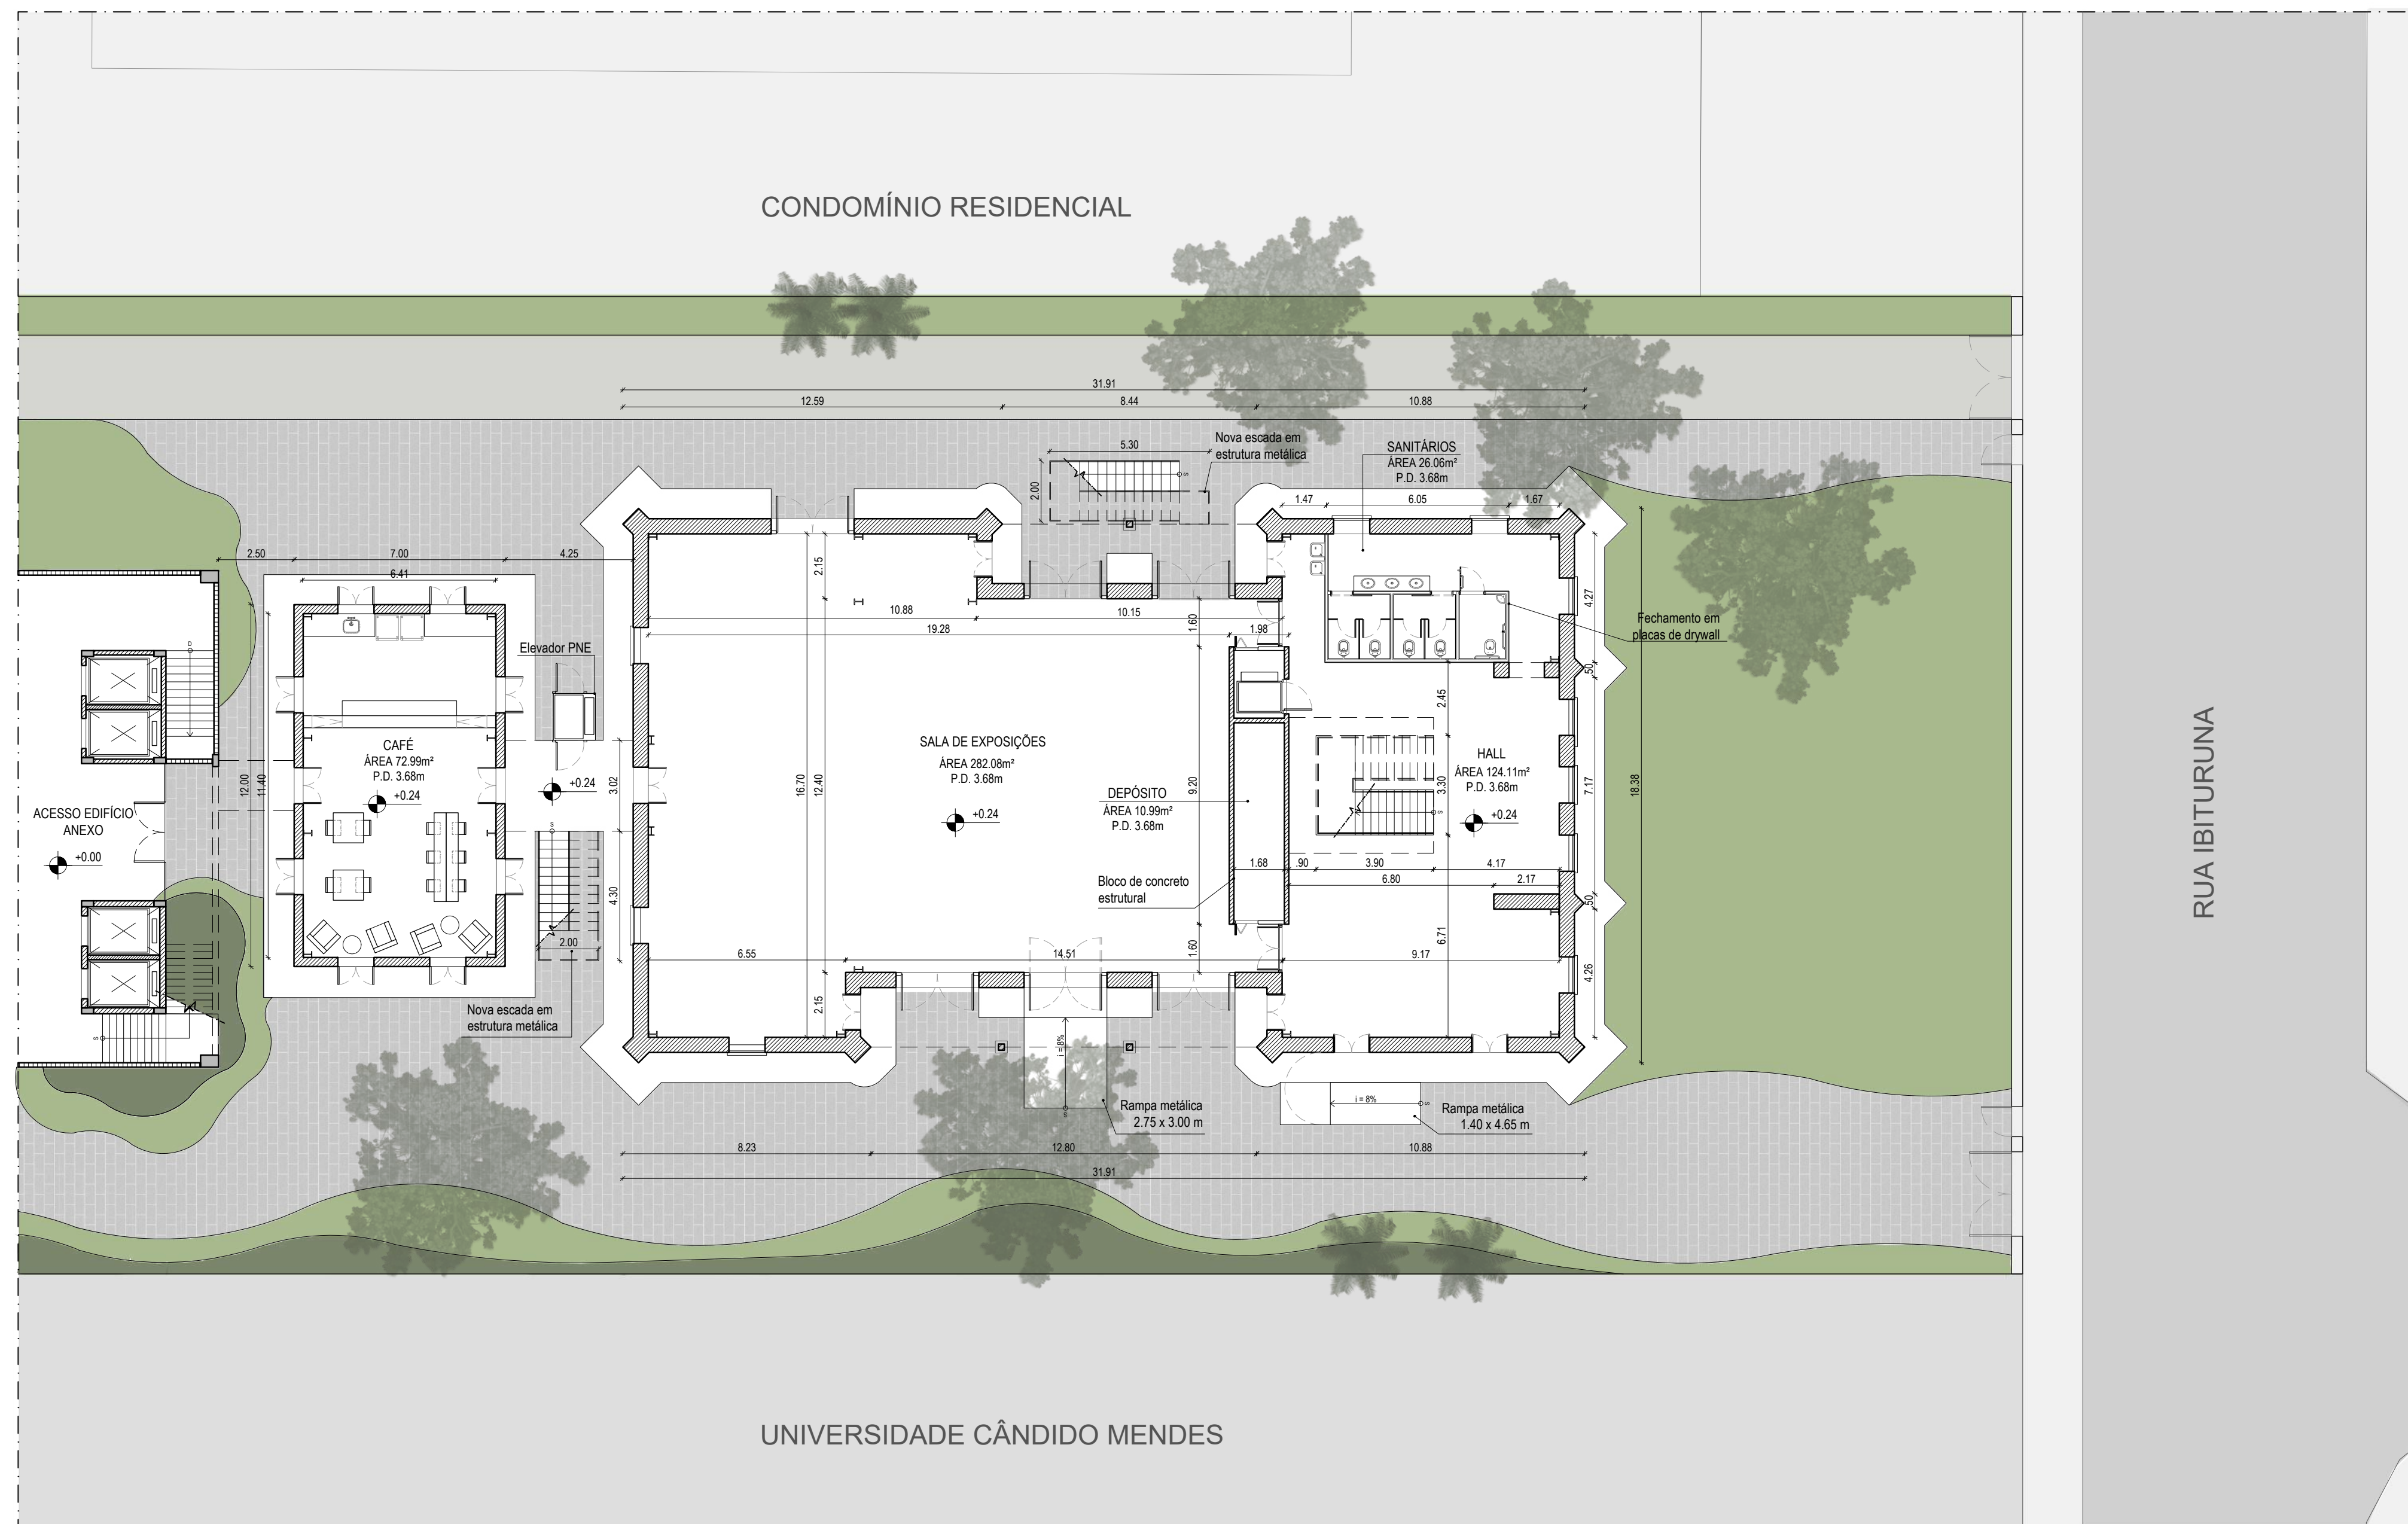 CONDOMÍNIO RESIDENCIAL
31.91
12.59
8.44
10.88
5.30
Nova escada em
estrutura metálica
2.00
S
SANITÁRIOS
ÁREA 26.06m²
P.D. 3.68m
1.47
6.05
1.67
2.50
7.00
4.25
6.41
2.15
10.88
10.15
19.28
1.60
1.98
4.27
Fechamento em
placas de drywall
.50
Elevador PNE
D
CAFÉ
ÁREA 72.99m²
P.D. 3.68m
+0.24
12.00
11.40
+0.24
3.02
SALA DE EXPOSIÇÕES
ÁREA 282.08m²
P.D. 3.68m
+0.24
16.70
12.40
9.20
DEPÓSITO
ÁREA 10.99m²
P.D. 3.68m
2.45
HALL
ÁREA 124.11m²
P.D. 3.68m
+0.24
3.30
S
7.17
18.38
RUA IBITURUNA
ACESSO EDIFÍCIO
ANEXO
+0.00
S
4.30
2.00
Bloco de concreto
estrutural
1.68
.90
3.90
4.17
6.80
2.17
.50
6.55
14.51
1.60
6.71
9.17
4.26
2.15
Nova escada em
estrutura metálica
S
i = 8%
S
Rampa metálica
2.75 x 3.00 m
i = 8%
S
Rampa metálica
1.40 x 4.65 m
8.23
12.80
10.88
31.91
UNIVERSIDADE CÂNDIDO MENDES